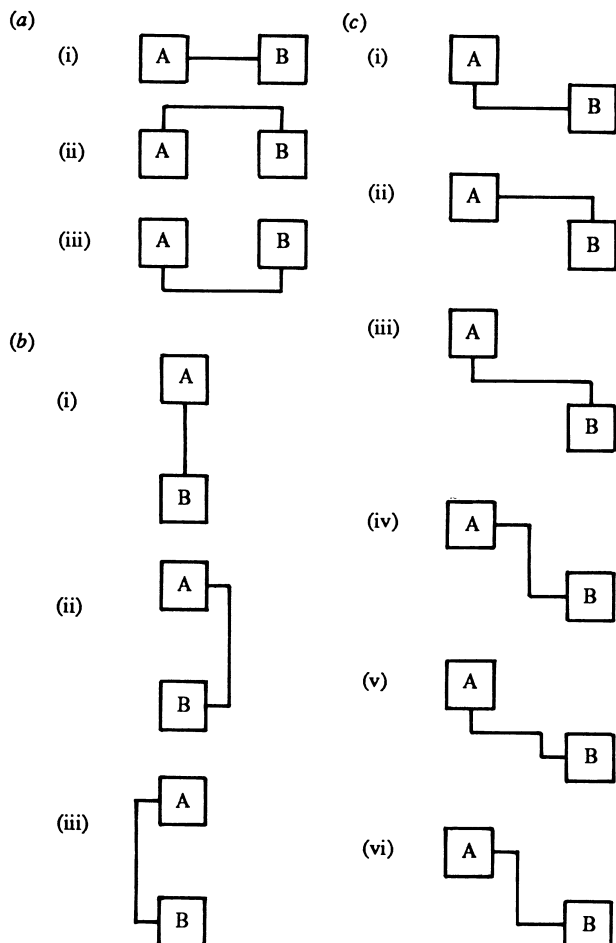 (a)
(i) A B
(ii) A B
(iii) A B
(b)
(i) A
B
(ii) A
B
(iii) A
B
(c)
(i) A
B
(ii) A
B
(iii) A
B
(iv) A
B
(v) A
B
(vi) A
B